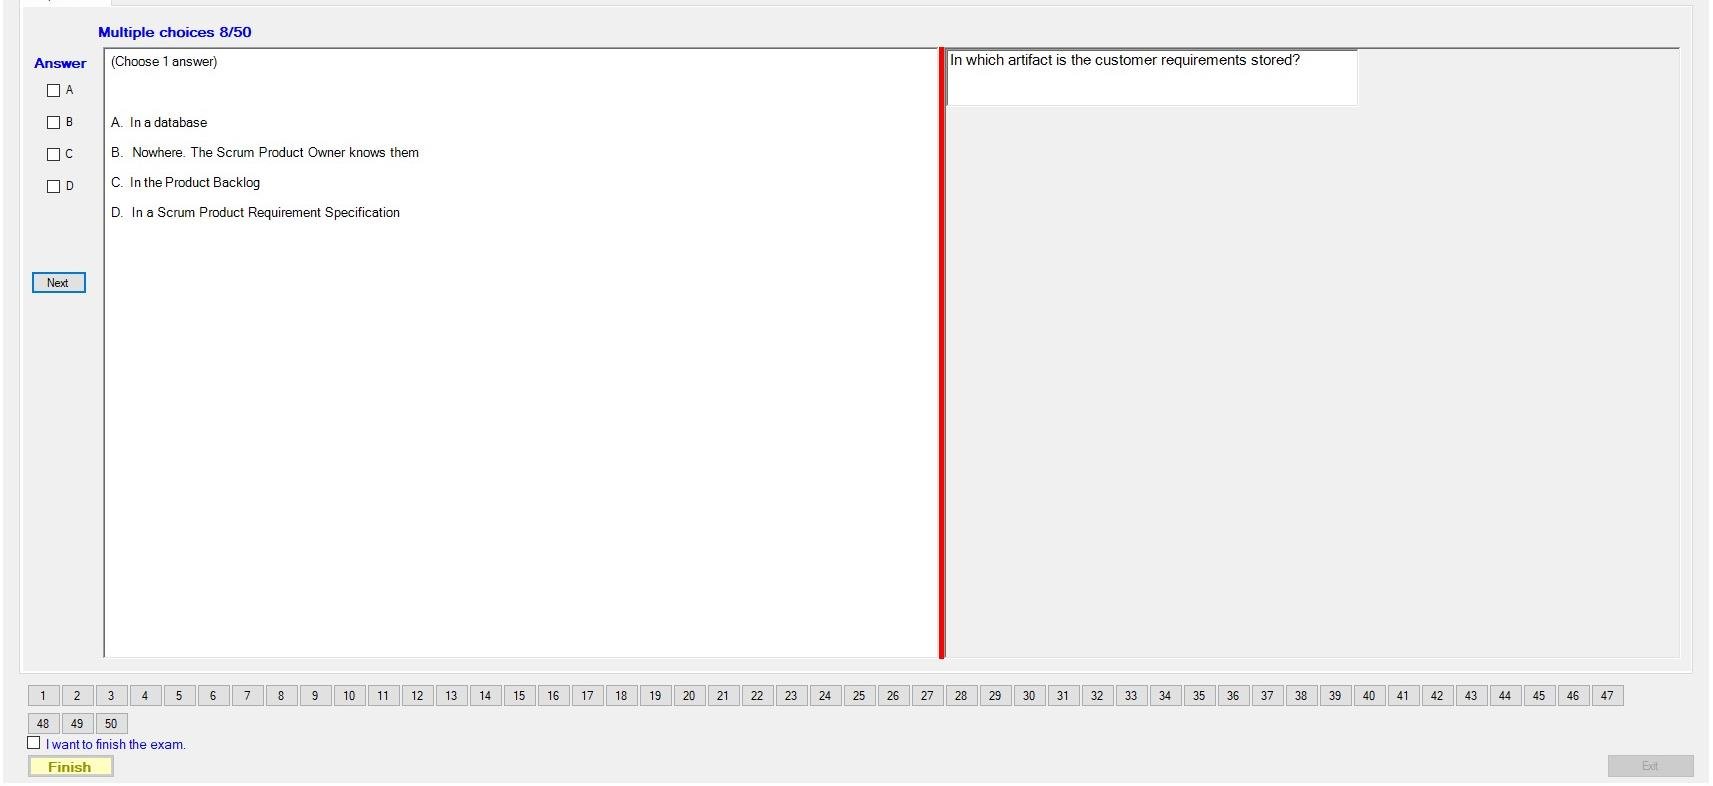 Multiple choices 8/50
Answer
(Choose 1 answer)
In which artifact is the customer requirements stored?
A
B
A. In a database
C
B. Nowhere. The Scrum Product Owner knows them
D
C. In the Product Backlog
D. In a Scrum Product Requirement Specification
Next
1 2 3 4 5 6 7 8 9 10 11 12 13 14 15 16 17 18 19 20 21 22 23 24 25 26 27 28 29 30 31 32 33 34 35 36 37 38 39 40 41 42 43 44 45 46 47
48 49 50
I want to finish the exam.
Finish
Exit